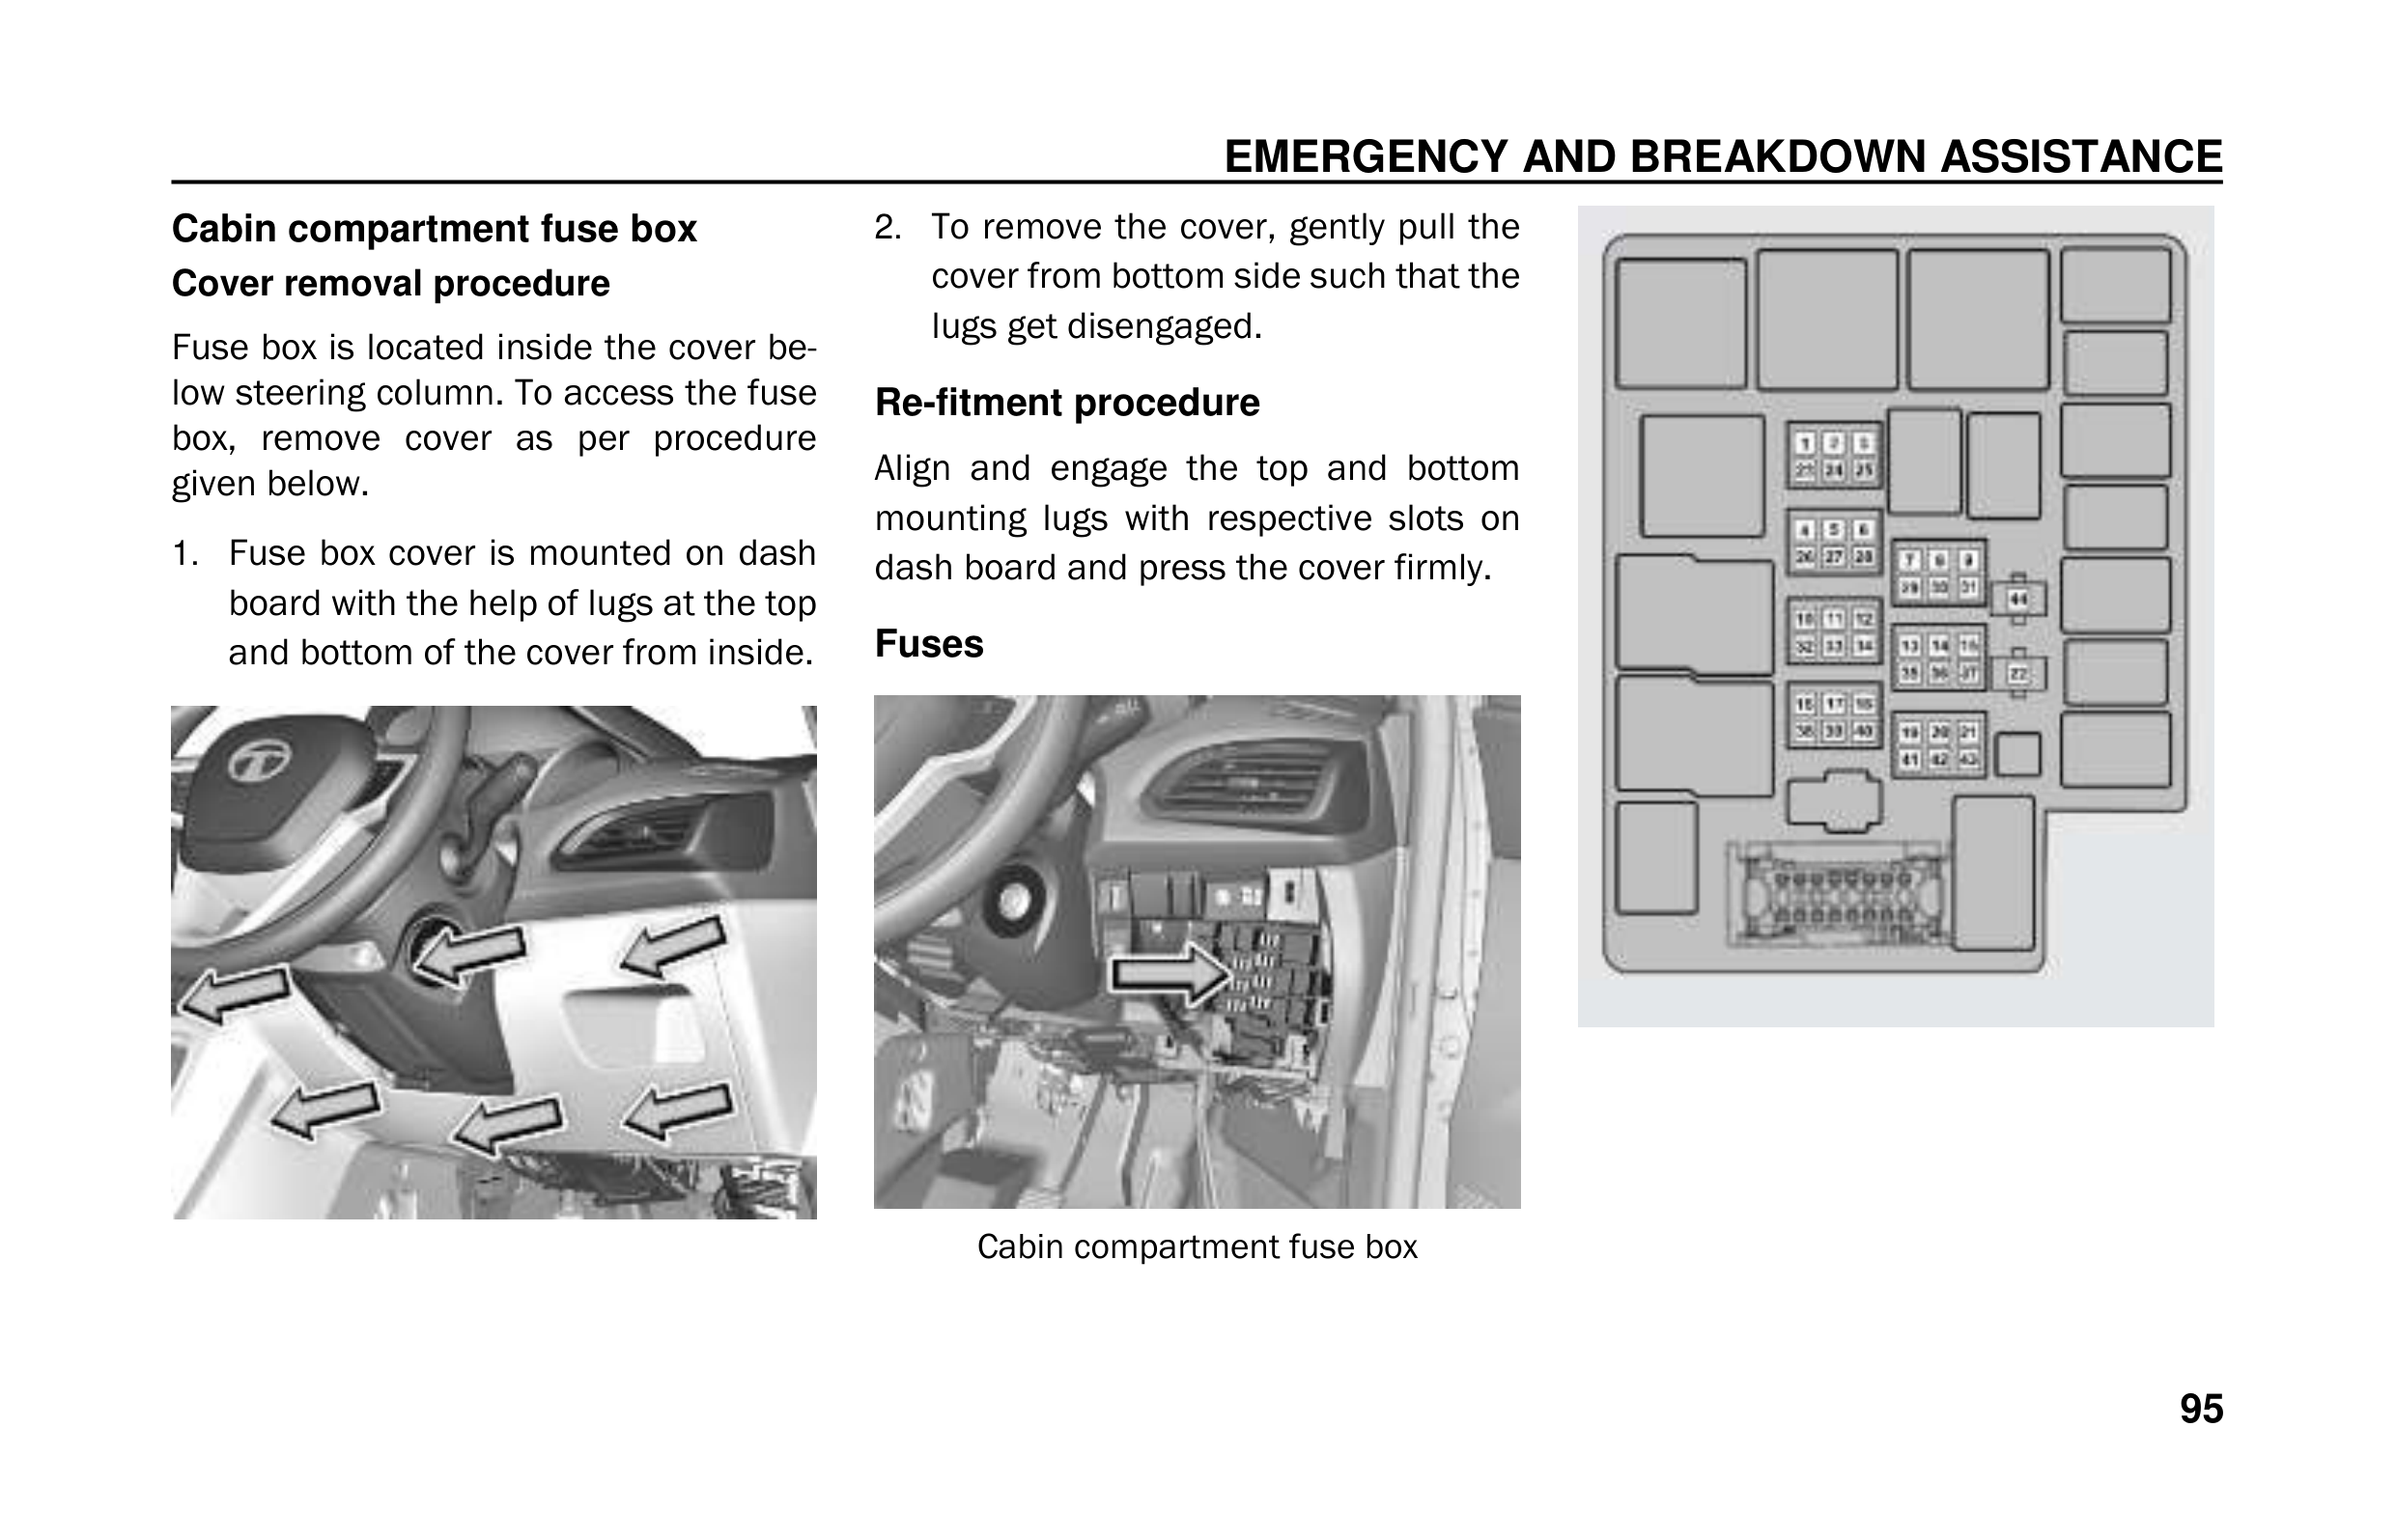 EMERGENCY AND BREAKDOWN ASSISTANCE
Cabin compartment fuse box
Cover removal procedure
Fuse box is located inside the cover be-
low steering column. To access the fuse
box, remove cover as per procedure
given below.
1. Fuse box cover is mounted on dash
board with the help of lugs at the top
and bottom of the cover from inside.
2. To remove the cover, gently pull the
cover from bottom side such that the
lugs get disengaged.
Re-fitment procedure
Align and engage the top and bottom
mounting lugs with respective slots on
dash board and press the cover firmly.
Fuses
Cabin compartment fuse box
1 2 3
23 24 25
4 5 6
26 27 28
7 8 9
29 30 31
44
10 11 12
32 33 34
13 14 15
35 36 37
22
16 17 18
38 39 40
19 20 21
41 42 43
95